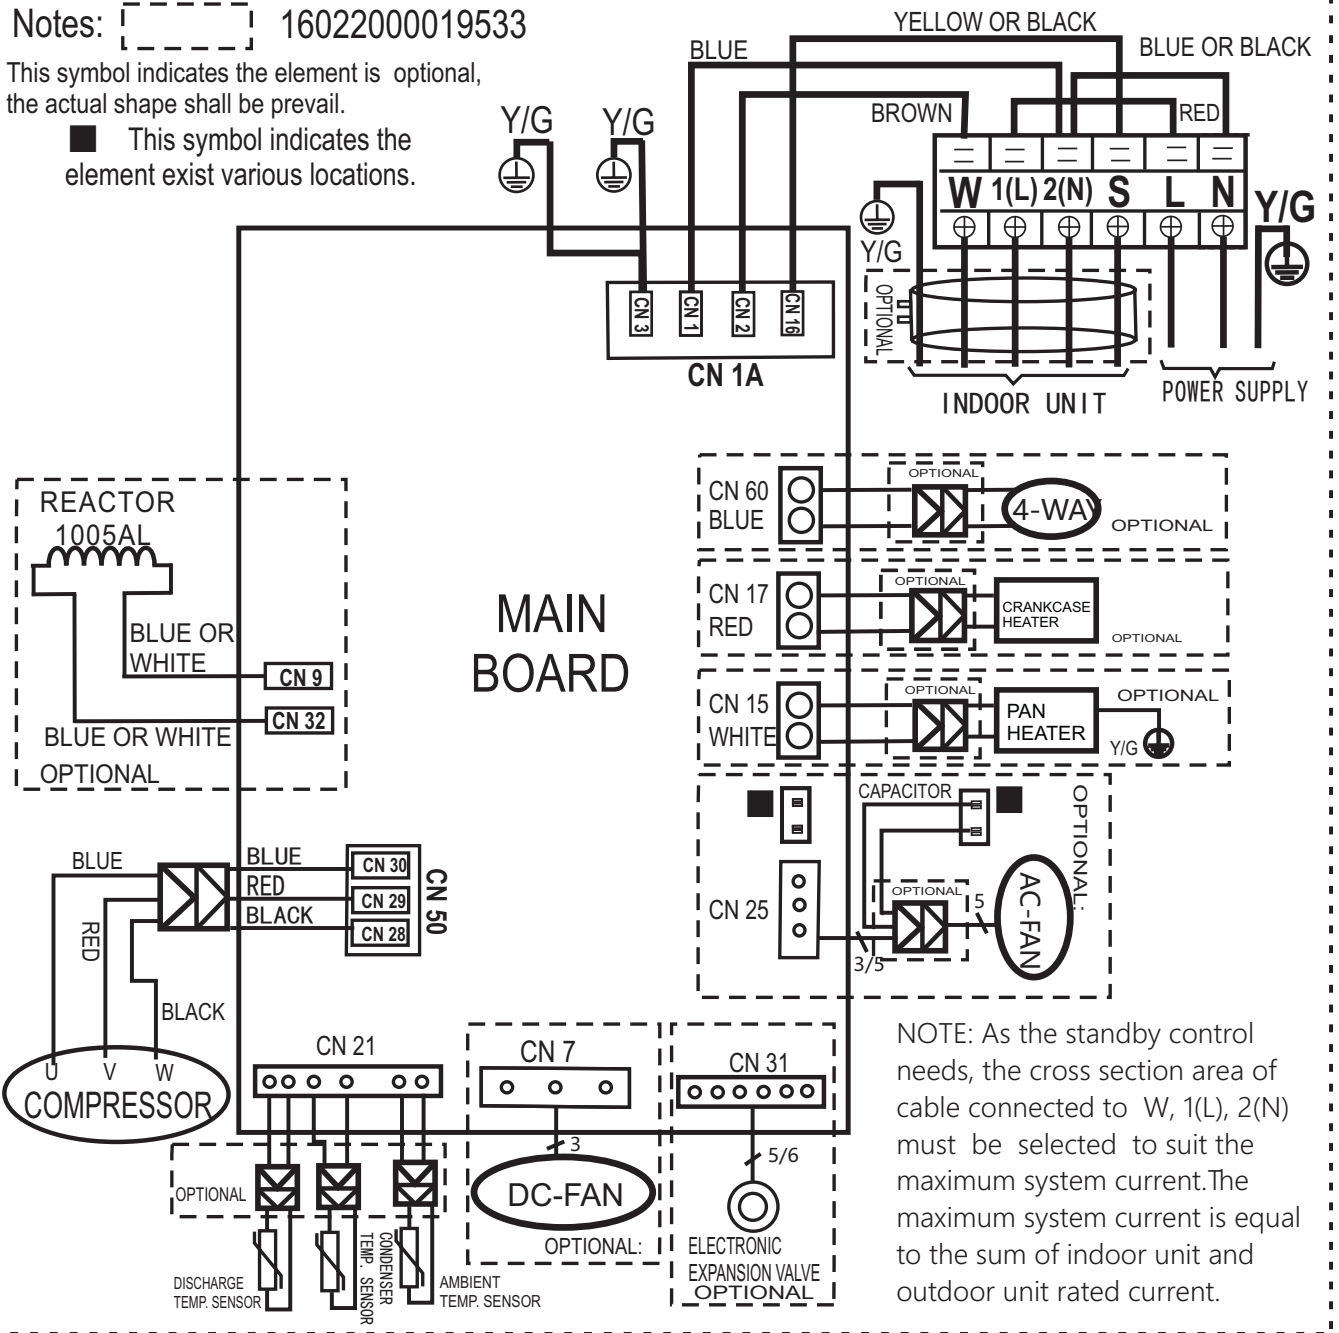 Notes: 16022000019533
This symbol indicates the element is optional,
the actual shape shall be prevail.
This symbol indicates the
element exist various locations.
Y/G
Y/G
BLUE
YELLOW OR BLACK
BLUE OR BLACK
BROWN
RED
W 1(L) 2(N) S L N
Y/G
Y/G
OPTIONAL
INDOOR UNIT
POWER SUPPLY
CN 3
CN 1
CN 2
CN 16
CN 1A
REACTOR
1005AL
BLUE OR
WHITE
CN 9
CN 32
BLUE OR WHITE
OPTIONAL
MAIN
BOARD
CN 60
BLUE
OPTIONAL
4-WAY
OPTIONAL
CN 17
RED
OPTIONAL
CRANKCASE
HEATER
OPTIONAL
CN 15
WHITE
OPTIONAL
PAN
HEATER
OPTIONAL
Y/G
CAPACITOR
OPTIONAL:
CN 25
OPTIONAL
5
3/5
AC-FAN
BLUE
RED
BLACK
BLUE
RED
BLACK
CN 30
CN 29
CN 28
CN 50
U V W
COMPRESSOR
CN 21
OPTIONAL
DISCHARGE
TEMP. SENSOR
CONDENSER
TEMP. SENSOR
AMBIENT
TEMP. SENSOR
CN 7
3
DC-FAN
OPTIONAL:
CN 31
5/6
ELECTRONIC
EXPANSION VALVE
OPTIONAL
NOTE: As the standby control
needs, the cross section area of
cable connected to W, 1(L), 2(N)
must be selected to suit the
maximum system current.The
maximum system current is equal
to the sum of indoor unit and
outdoor unit rated current.